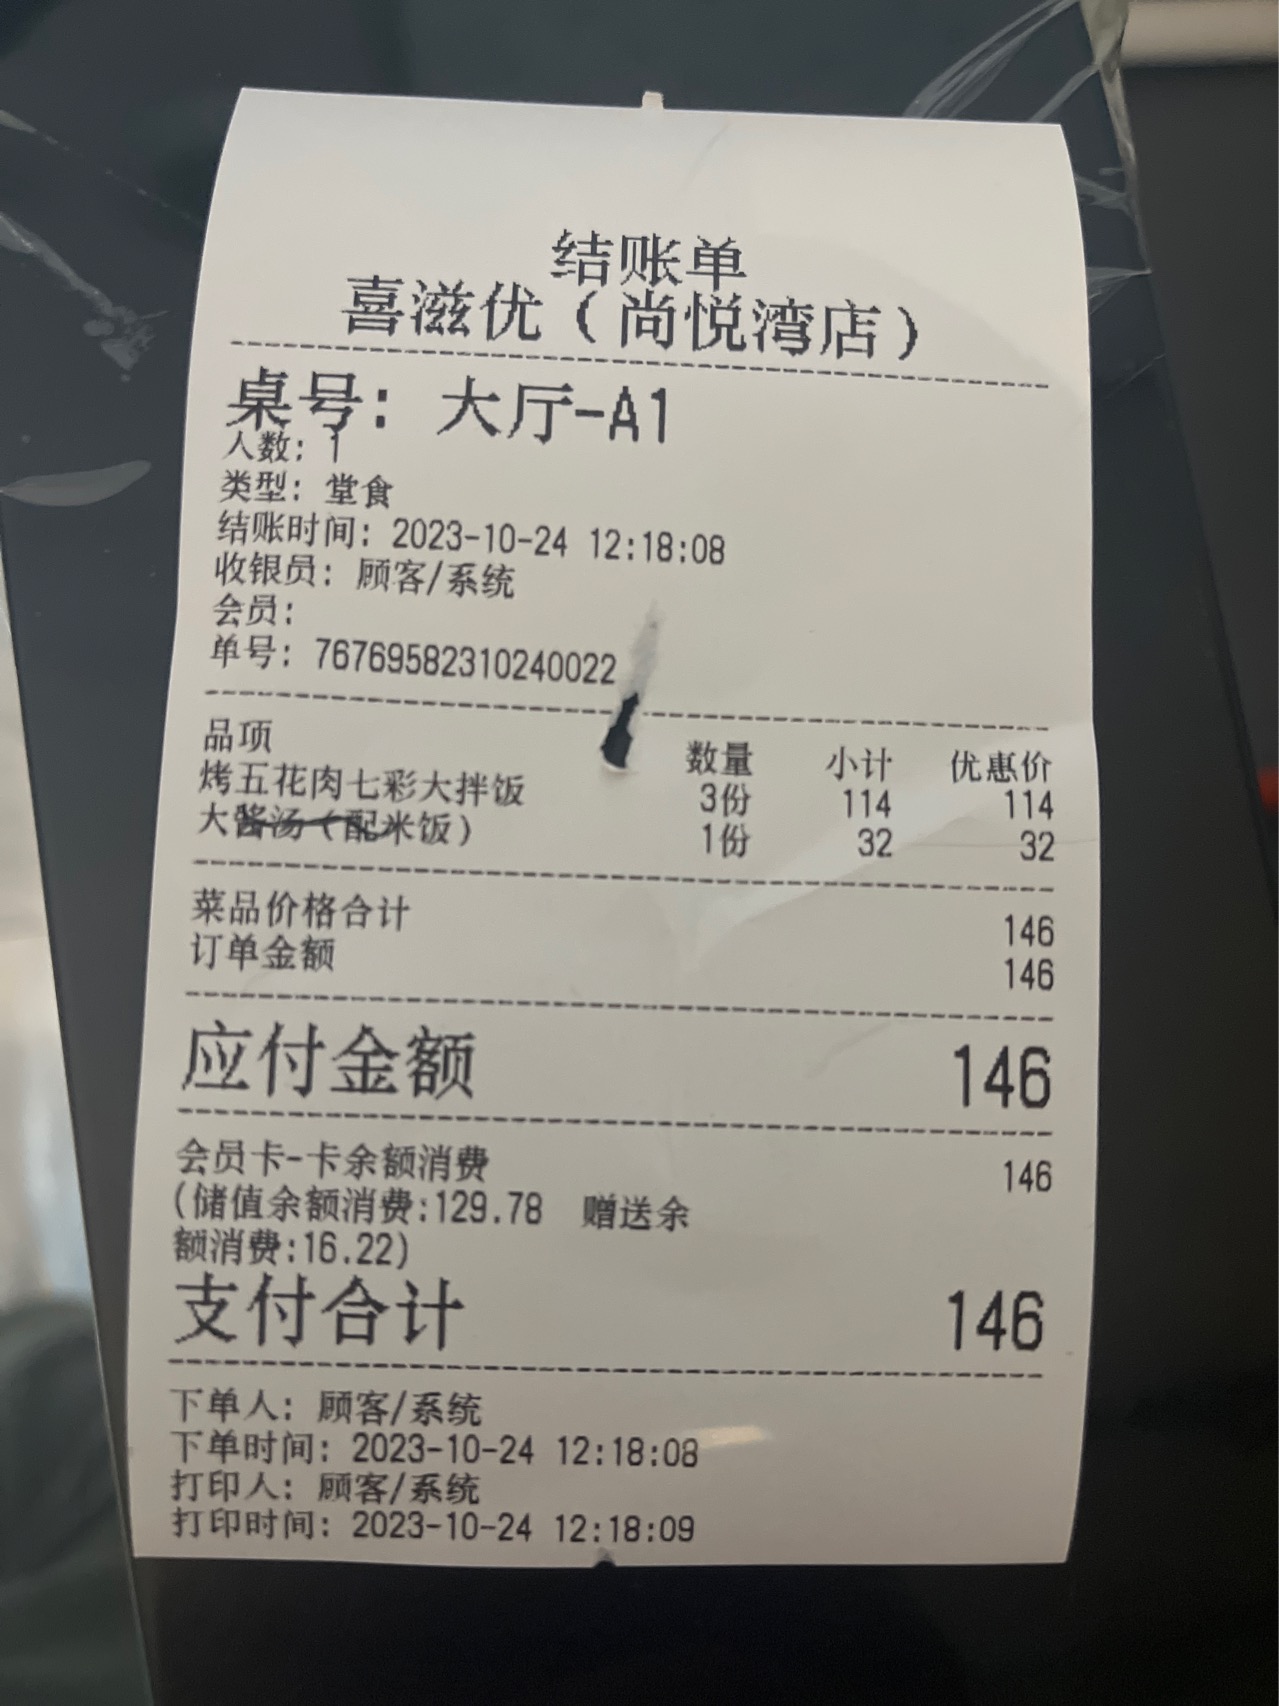 结账单
喜滋优（尚悦湾店）
桌号: 大厅-A1
人数: 1
类型: 堂食
结账时间: 2023-10-24 12:18:08
收银员: 顾客/系统
会员:
单号: 767695823102400​22
品项 数量 小计 优惠价
烤五花肉七彩大拌饭 3份 114 114
大酱汤（配米饭） 1份 32 32
菜品价格合计 146
订单金额 146
应付金额 146
会员卡-卡余额消费 146
(储值余额消费:129.78 赠送余
额消费:16.22)
支付合计 146
下单人: 顾客/系统
下单时间: 2023-10-24 12:18:08
打印人: 顾客/系统
打印时间: 2023-10-24 12:18:09